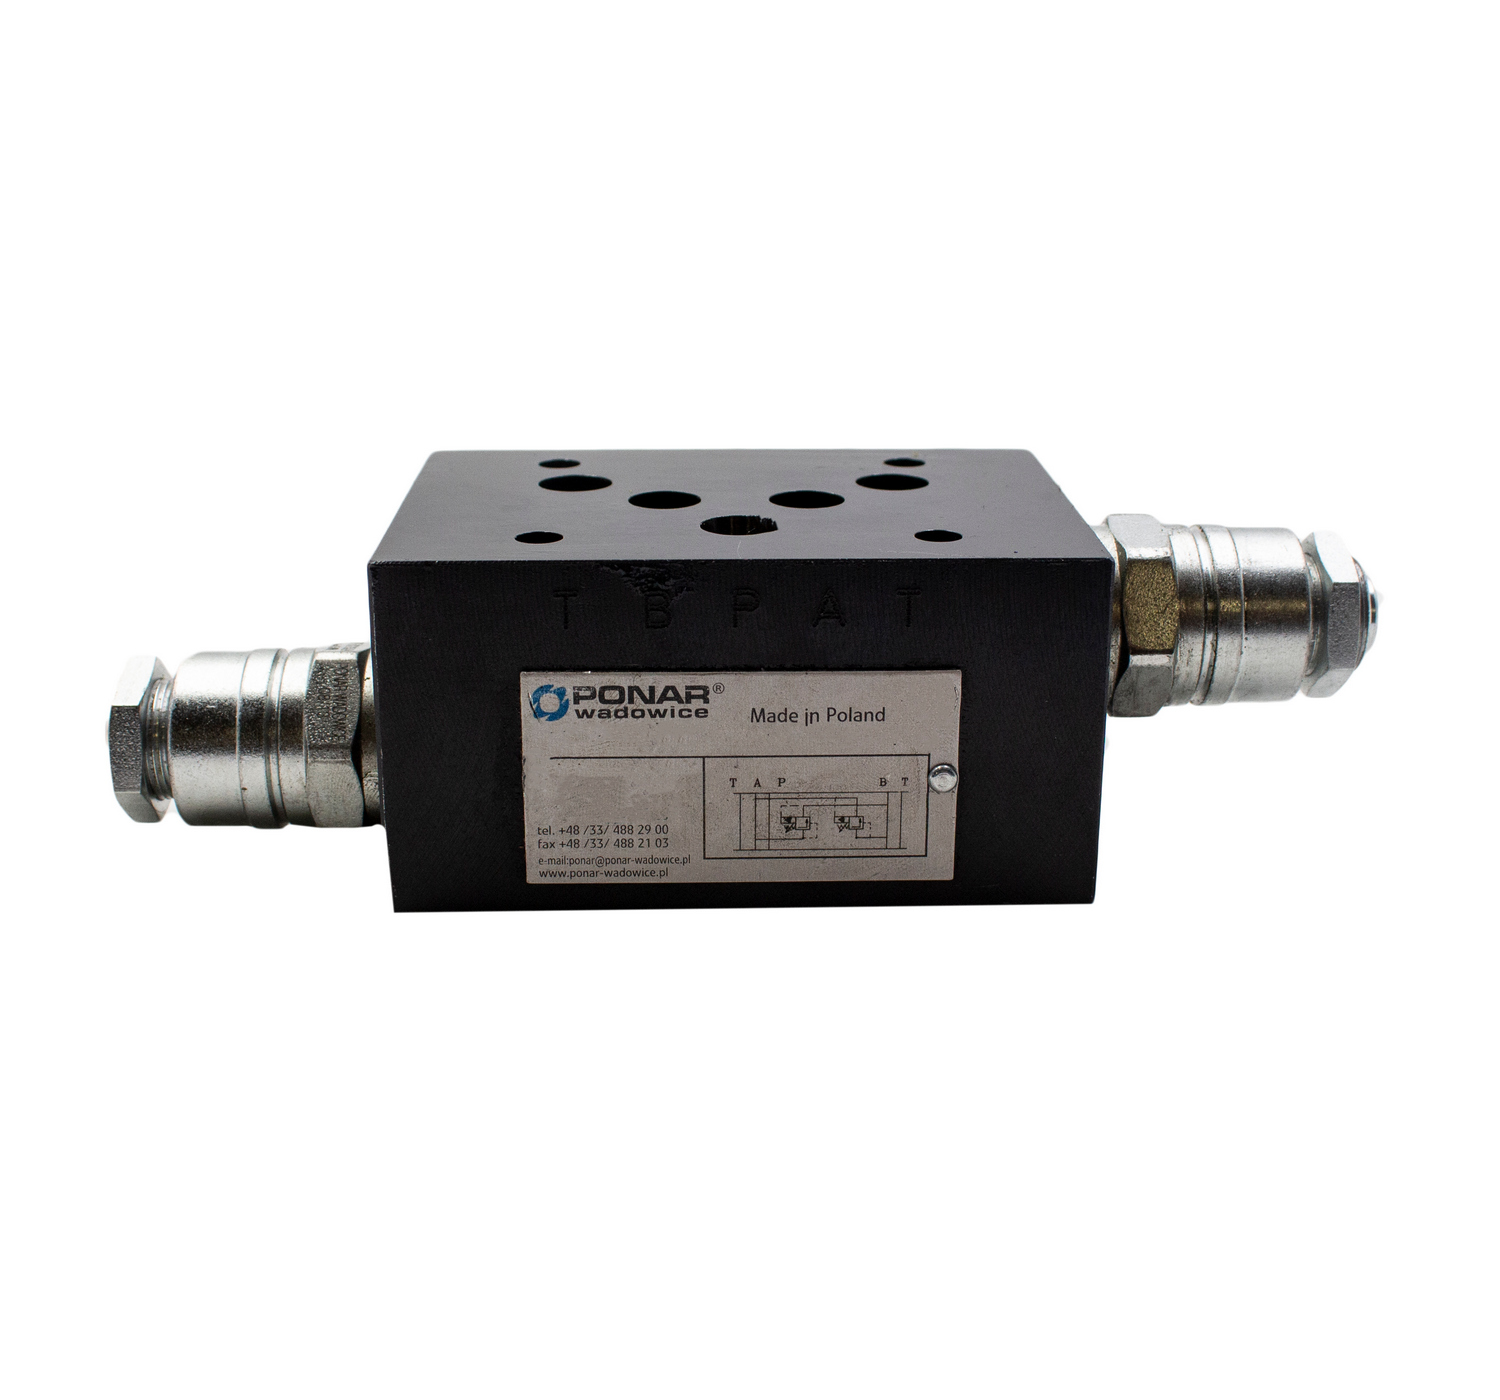 T B P A T
PONAR®
wadowice
Made in Poland
T A P B T
tel. +48 /33/ 488 29 00
fax +48 /33/ 488 21 03
e-mail:ponar@ponar-wadowice.pl
www.ponar-wadowice.pl